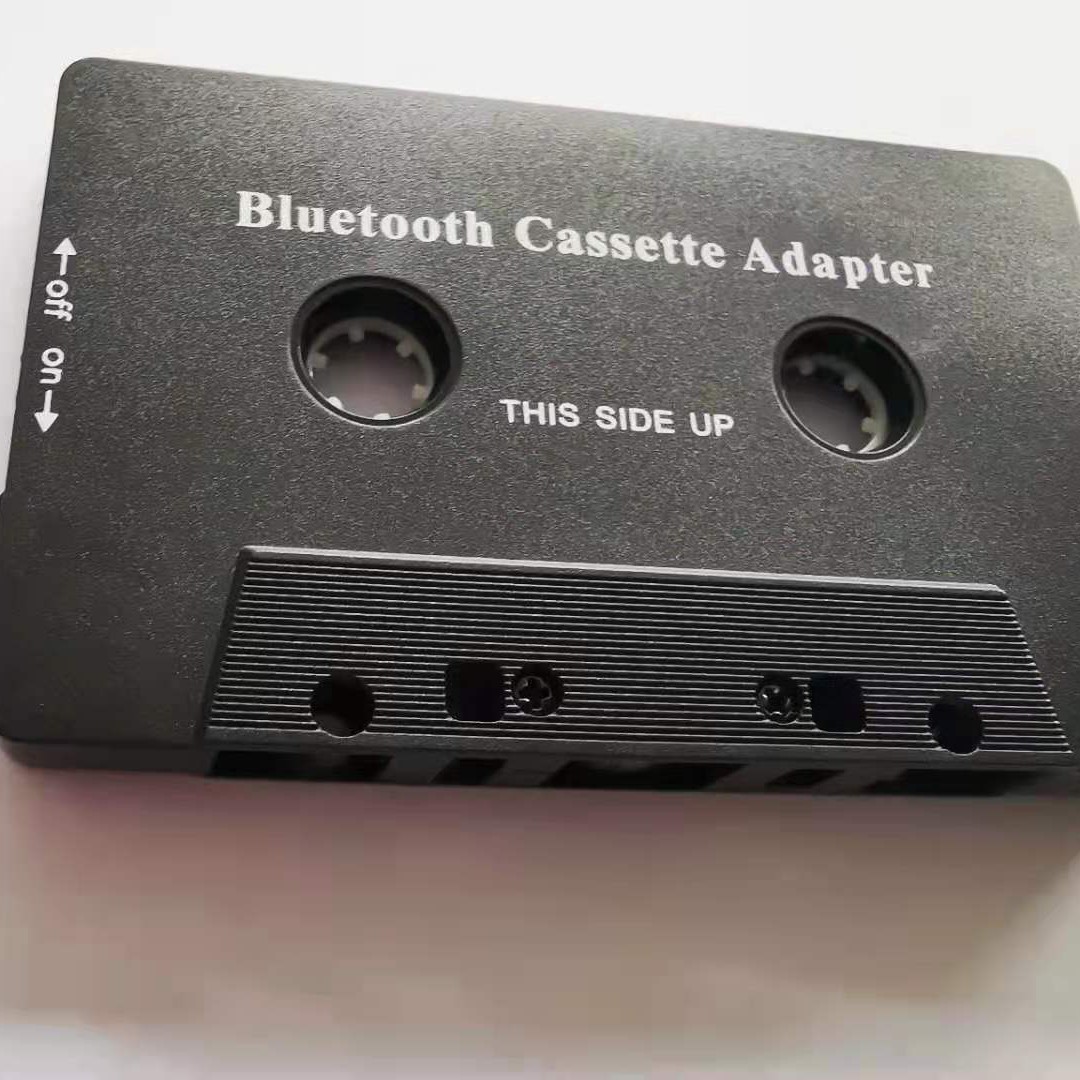 Bluetooth Cassette Adapter
←off on→
THIS SIDE UP